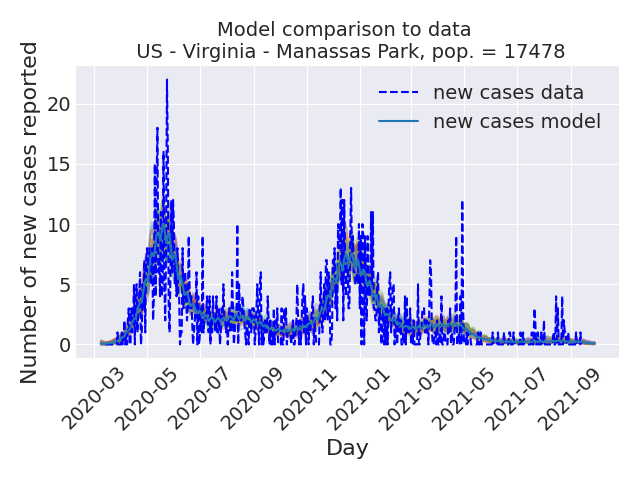 Model comparison to data
US - Virginia - Manassas Park, pop. = 17478
new cases data
new cases model
Number of new cases reported
20
15
10
5
0
2020-03
2020-05
2020-07
2020-09
2020-11
2021-01
2021-03
2021-05
2021-07
2021-09
Day